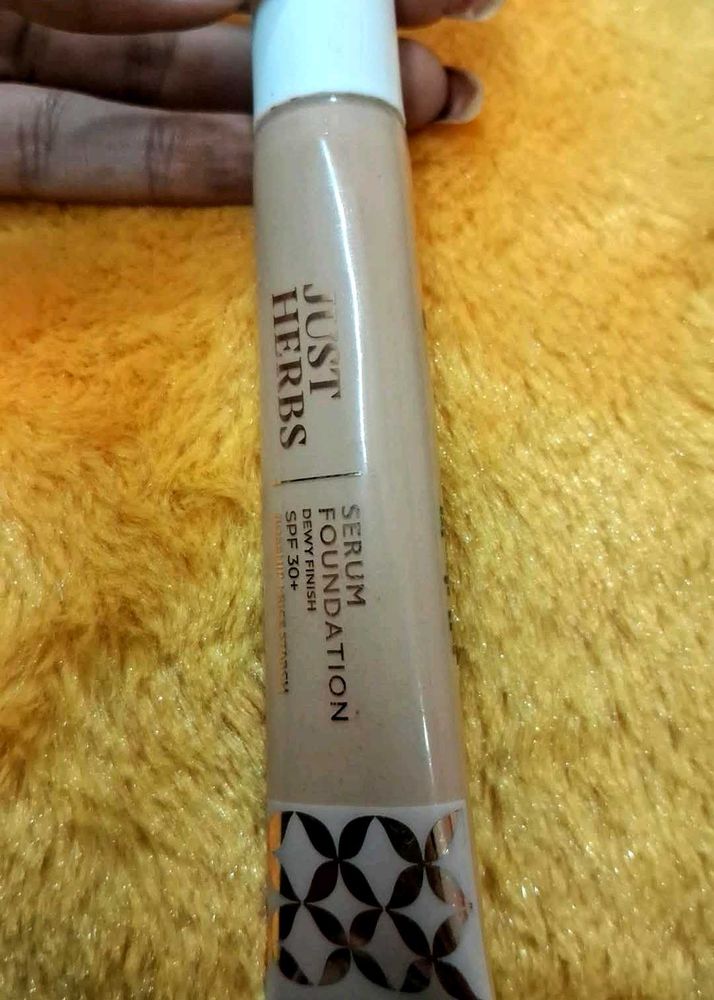 JUST
HERBS
SERUM
FOUNDATION
DEWY FINISH
SPF 30+